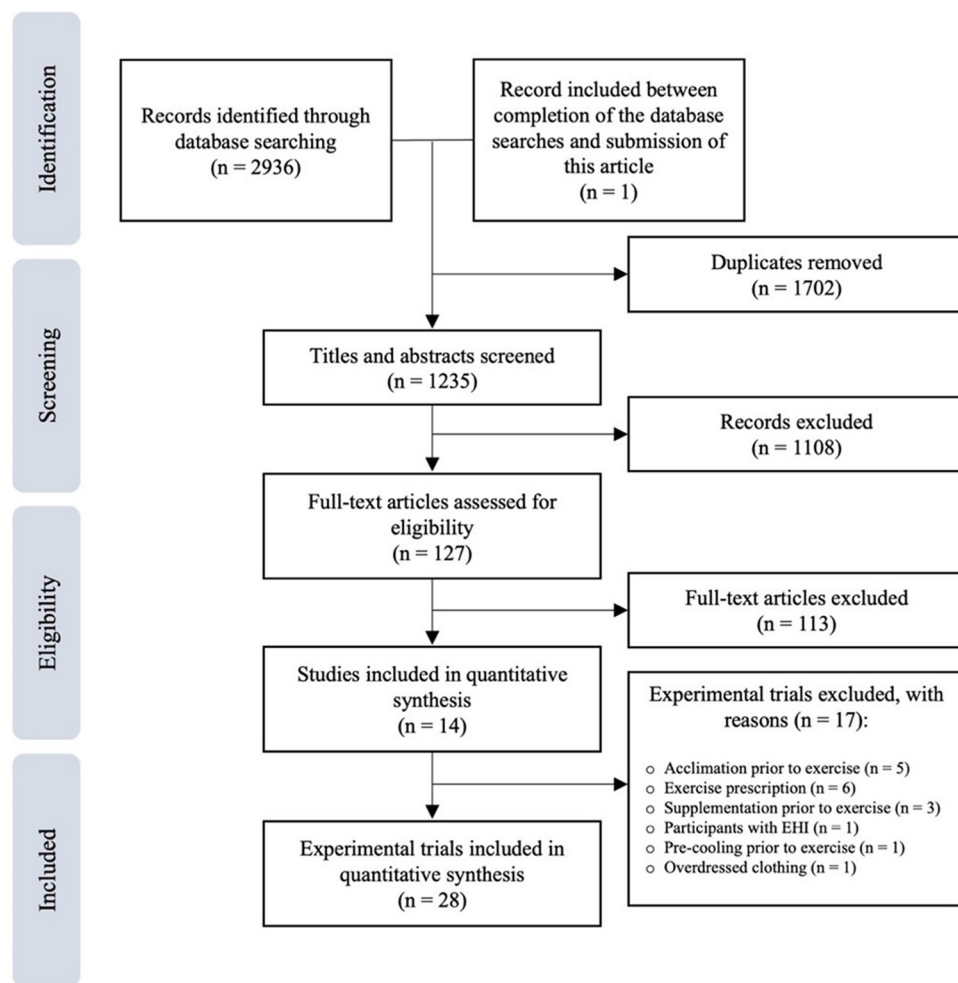 Identification
Records identified through
database searching
(n = 2936)
Record included between
completion of the database
searches and submission of
this article
(n = 1)
Duplicates removed
(n = 1702)
Screening
Titles and abstracts screened
(n = 1235)
Records excluded
(n = 1108)
Eligibility
Full-text articles assessed for
eligibility
(n = 127)
Full-text articles excluded
(n = 113)
Studies included in quantitative
synthesis
(n = 14)
Experimental trials excluded, with
reasons (n = 17):
○ Acclimation prior to exercise (n = 5)
○ Exercise prescription (n = 6)
○ Supplementation prior to exercise (n = 3)
○ Participants with EHI (n = 1)
○ Pre-cooling prior to exercise (n = 1)
○ Overdressed clothing (n = 1)
Included
Experimental trials included in
quantitative synthesis
(n = 28)